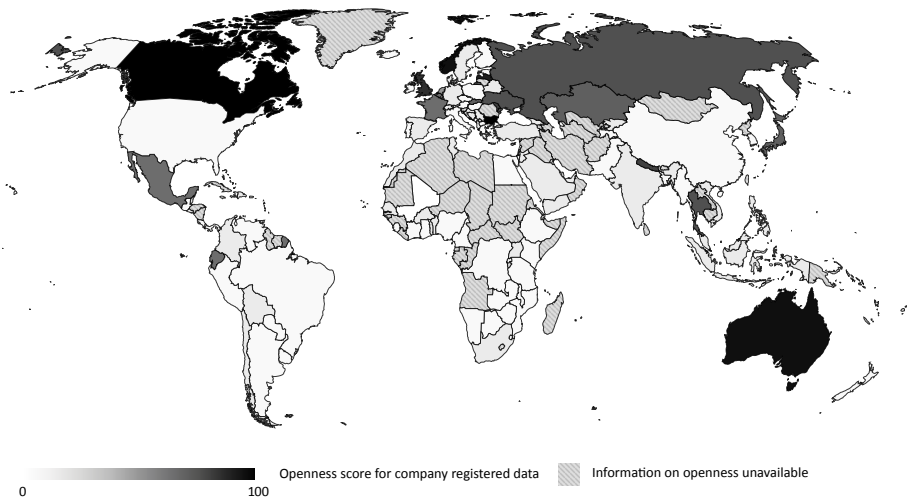 Openness score for company registered data
Information on openness unavailable
0
100